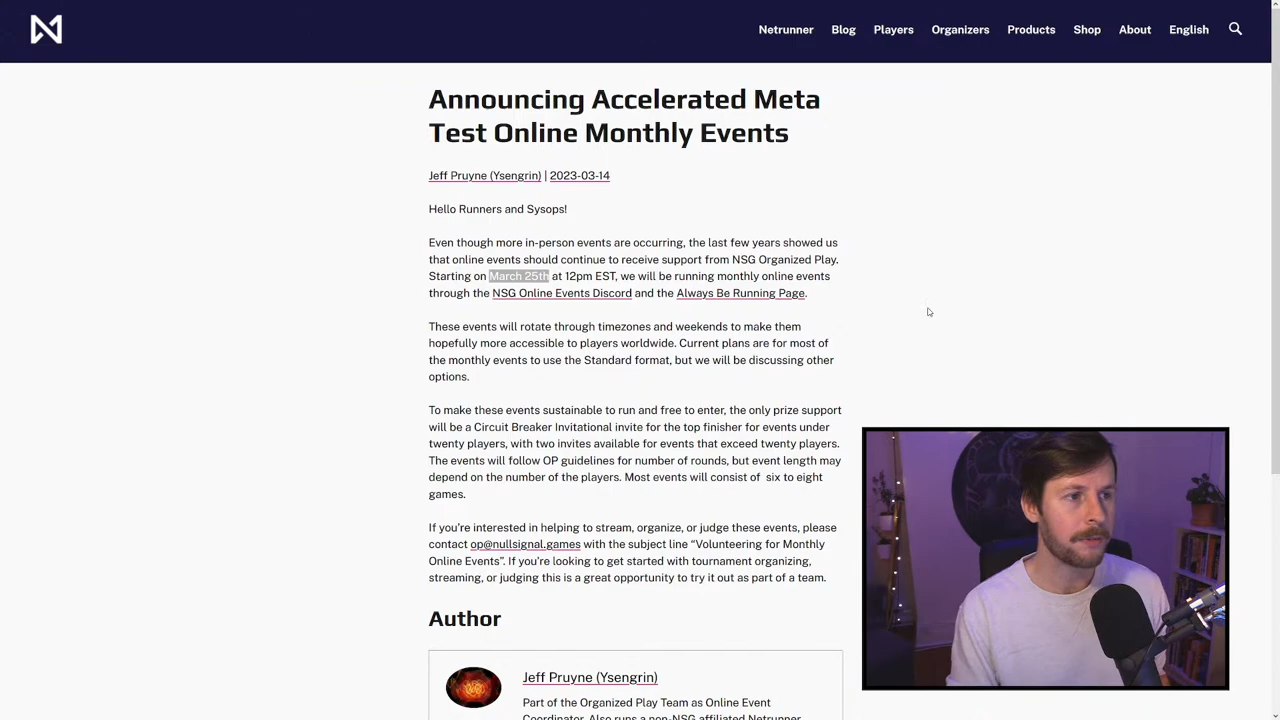 Netrunner Blog Players Organizers Products Shop About English
Announcing Accelerated Meta
Test Online Monthly Events
Jeff Pruyne (Ysengrin) | 2023-03-14
Hello Runners and Sysops!
Even though more in-person events are occurring, the last few years showed us
that online events should continue to receive support from NSG Organized Play.
Starting on March 25th at 12pm EST, we will be running monthly online events
through the NSG Online Events Discord and the Always Be Running Page.
These events will rotate through timezones and weekends to make them
hopefully more accessible to players worldwide. Current plans are for most of
the monthly events to use the Standard format, but we will be discussing other
options.
To make these events sustainable to run and free to enter, the only prize support
will be a Circuit Breaker Invitational invite for the top finisher for events under
twenty players, with two invites available for events that exceed twenty players.
The events will follow OP guidelines for number of rounds, but event length may
depend on the number of the players. Most events will consist of six to eight
games.
If you're interested in helping to stream, organize, or judge these events, please
contact op@nullsignal.games with the subject line “Volunteering for Monthly
Online Events”. If you're looking to get started with tournament organizing,
streaming, or judging this is a great opportunity to try it out as part of a team.
Author
Jeff Pruyne (Ysengrin)
Part of the Organized Play Team as Online Event
Coordinator. Also runs a non-NSG affiliated Netrunner